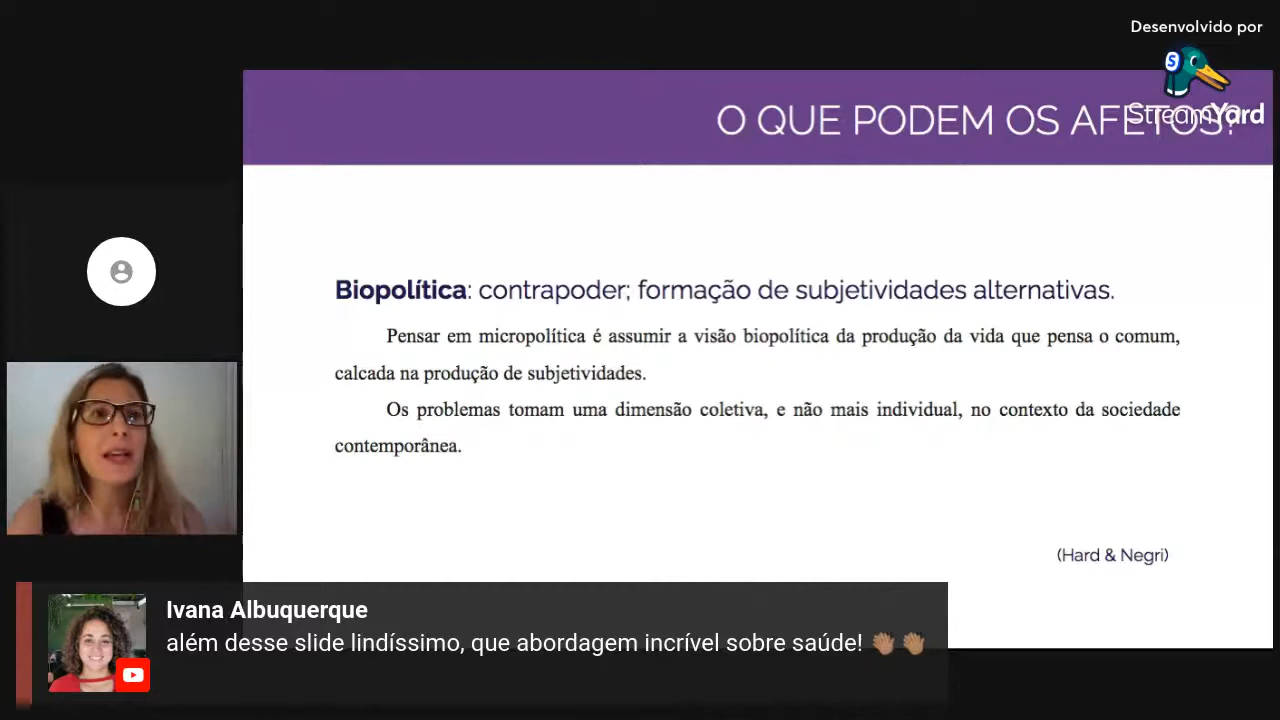 Desenvolvido por
StreamYard
O QUE PODEM OS AFETOS?
Biopolítica: contrapoder; formação de subjetividades alternativas.
Pensar em micropolítica é assumir a visão biopolítica da produção da vida que pensa o comum,
calcada na produção de subjetividades.
Os problemas tomam uma dimensão coletiva, e não mais individual, no contexto da sociedade
contemporânea.
(Hard & Negri)
Ivana Albuquerque
além desse slide lindíssimo, que abordagem incrível sobre saúde! 👏🏽 👏🏽